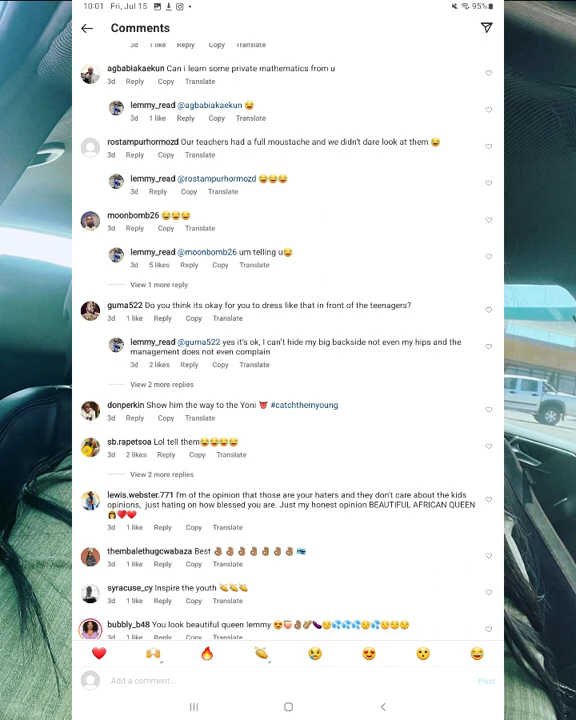 10:01 Fri, Jul 15 95%
Comments
3d 1 like Reply Copy Translate
agbabiakaekun Can i learn some private mathematics from u
3d Reply Copy Translate
lemmy_read @agbabiakaekun 😂
3d 1 like Reply Copy Translate
rostampurhormozd Our teachers had a full moustache and we didn't dare look at them 😂
3d Reply Copy Translate
lemmy_read @rostampurhormozd 😂😂😂
3d Reply Copy Translate
moonbomb26 😂😂😂
3d Reply Copy Translate
lemmy_read @moonbomb26 um telling u😂
3d 5 likes Reply Copy Translate
View 1 more reply
guma522 Do you think its okay for you to dress like that in front of the teenagers?
3d 1 like Reply Copy Translate
lemmy_read @guma522 yes it's ok, I can't hide my big backside not even my hips and the
management does not even complain
3d 2 likes Reply Copy Translate
View 2 more replies
donperkin Show him the way to the Yoni 👅 #catchthemyoung
3d Reply Copy Translate
sb.rapetsoa Lol tell them😂😂😂😂
3d 2 likes Reply Copy Translate
View 2 more replies
lewis.webster.771 I'm of the opinion that those are your haters and they don't care about the kids
opinions, just hating on how blessed you are. Just my honest opinion BEAUTIFUL AFRICAN QUEEN
👸❤️❤️
3d 1 like Reply Copy Translate
thembalethugcwabaza Best 👌🏾👌🏾👌🏾👌🏾👌🏾👌🏾👌🏾🇧🇼
3d 1 like Reply Copy Translate
syracuse_cy Inspire the youth 👏👏👏
3d 1 like Reply Copy Translate
bubbly_b48 You look beautiful queen lemmy
3d 1 like Reply Copy Translate
Add a comment... Post